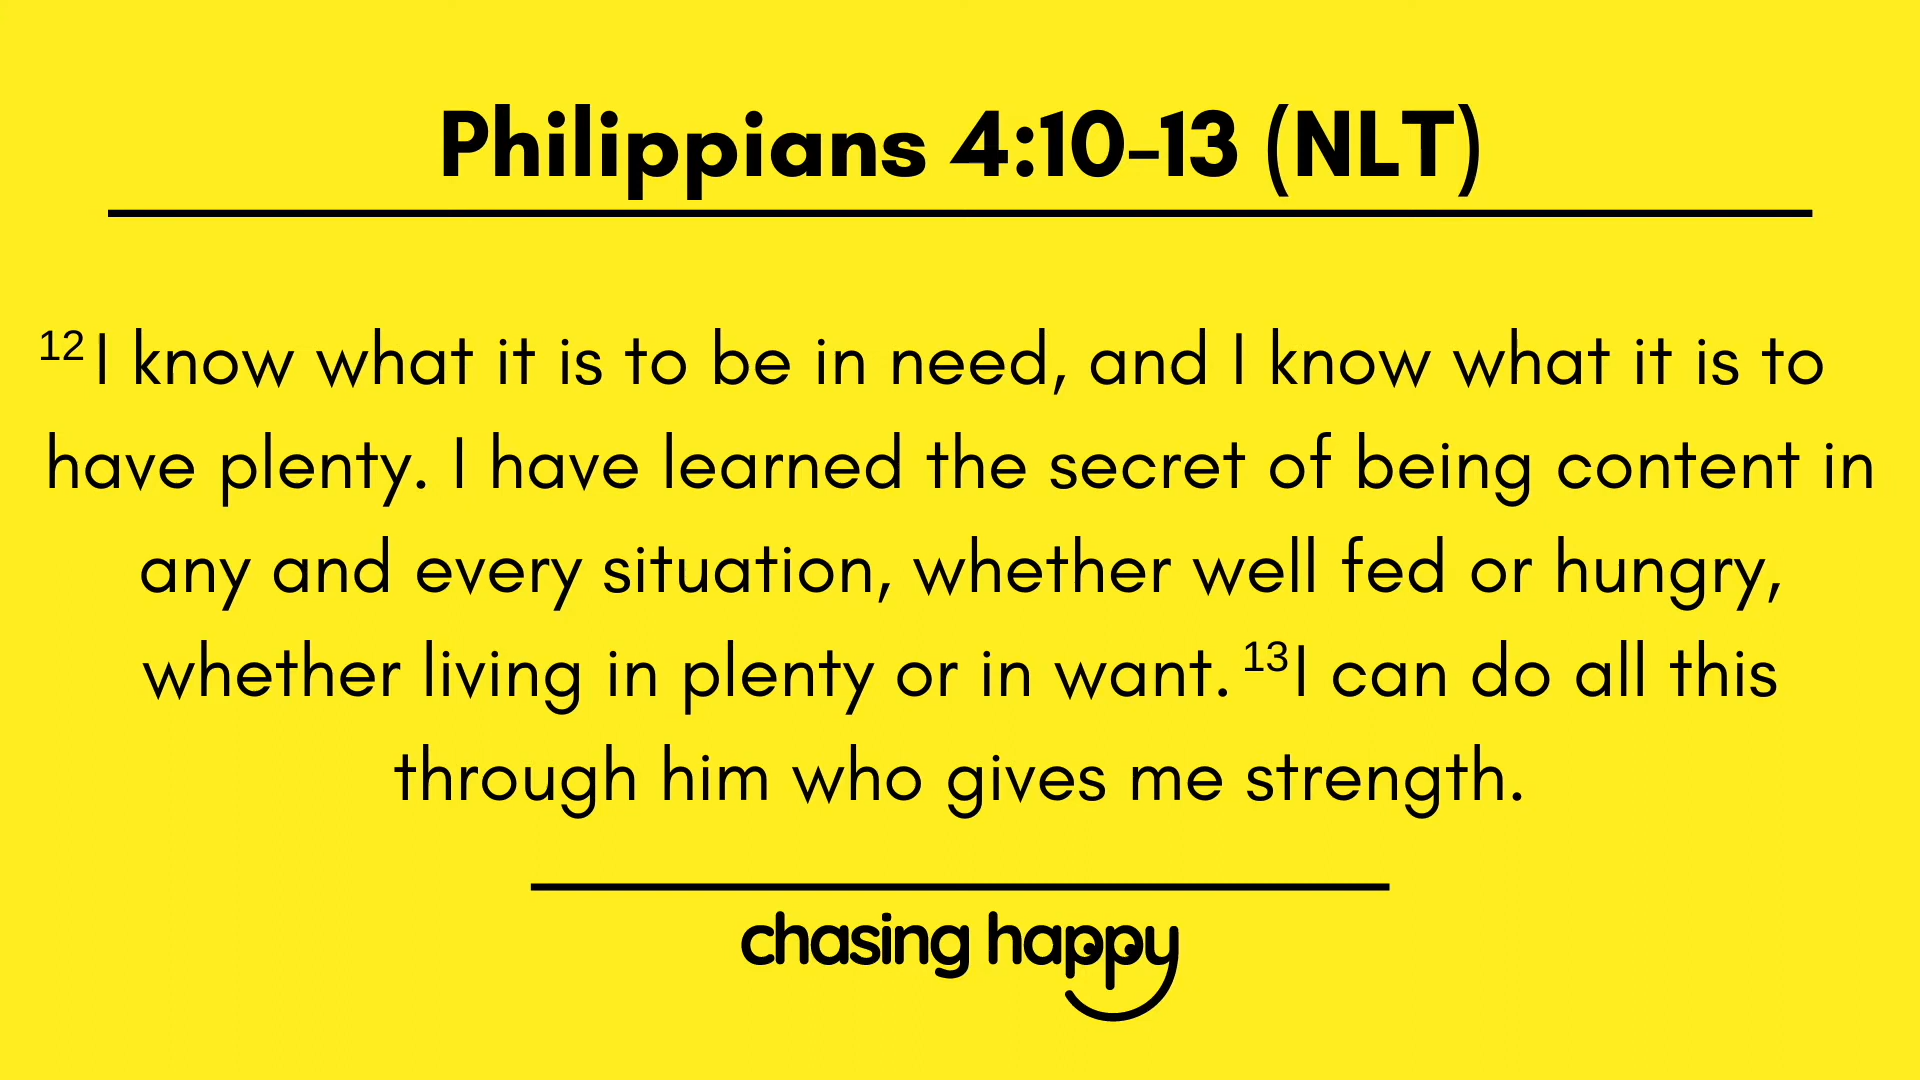 Philippians 4:10-13 (NLT)
12 I know what it is to be in need, and I know what it is to
have plenty. I have learned the secret of being content in
any and every situation, whether well fed or hungry,
whether living in plenty or in want. 13 I can do all this
through him who gives me strength.
chasing happy